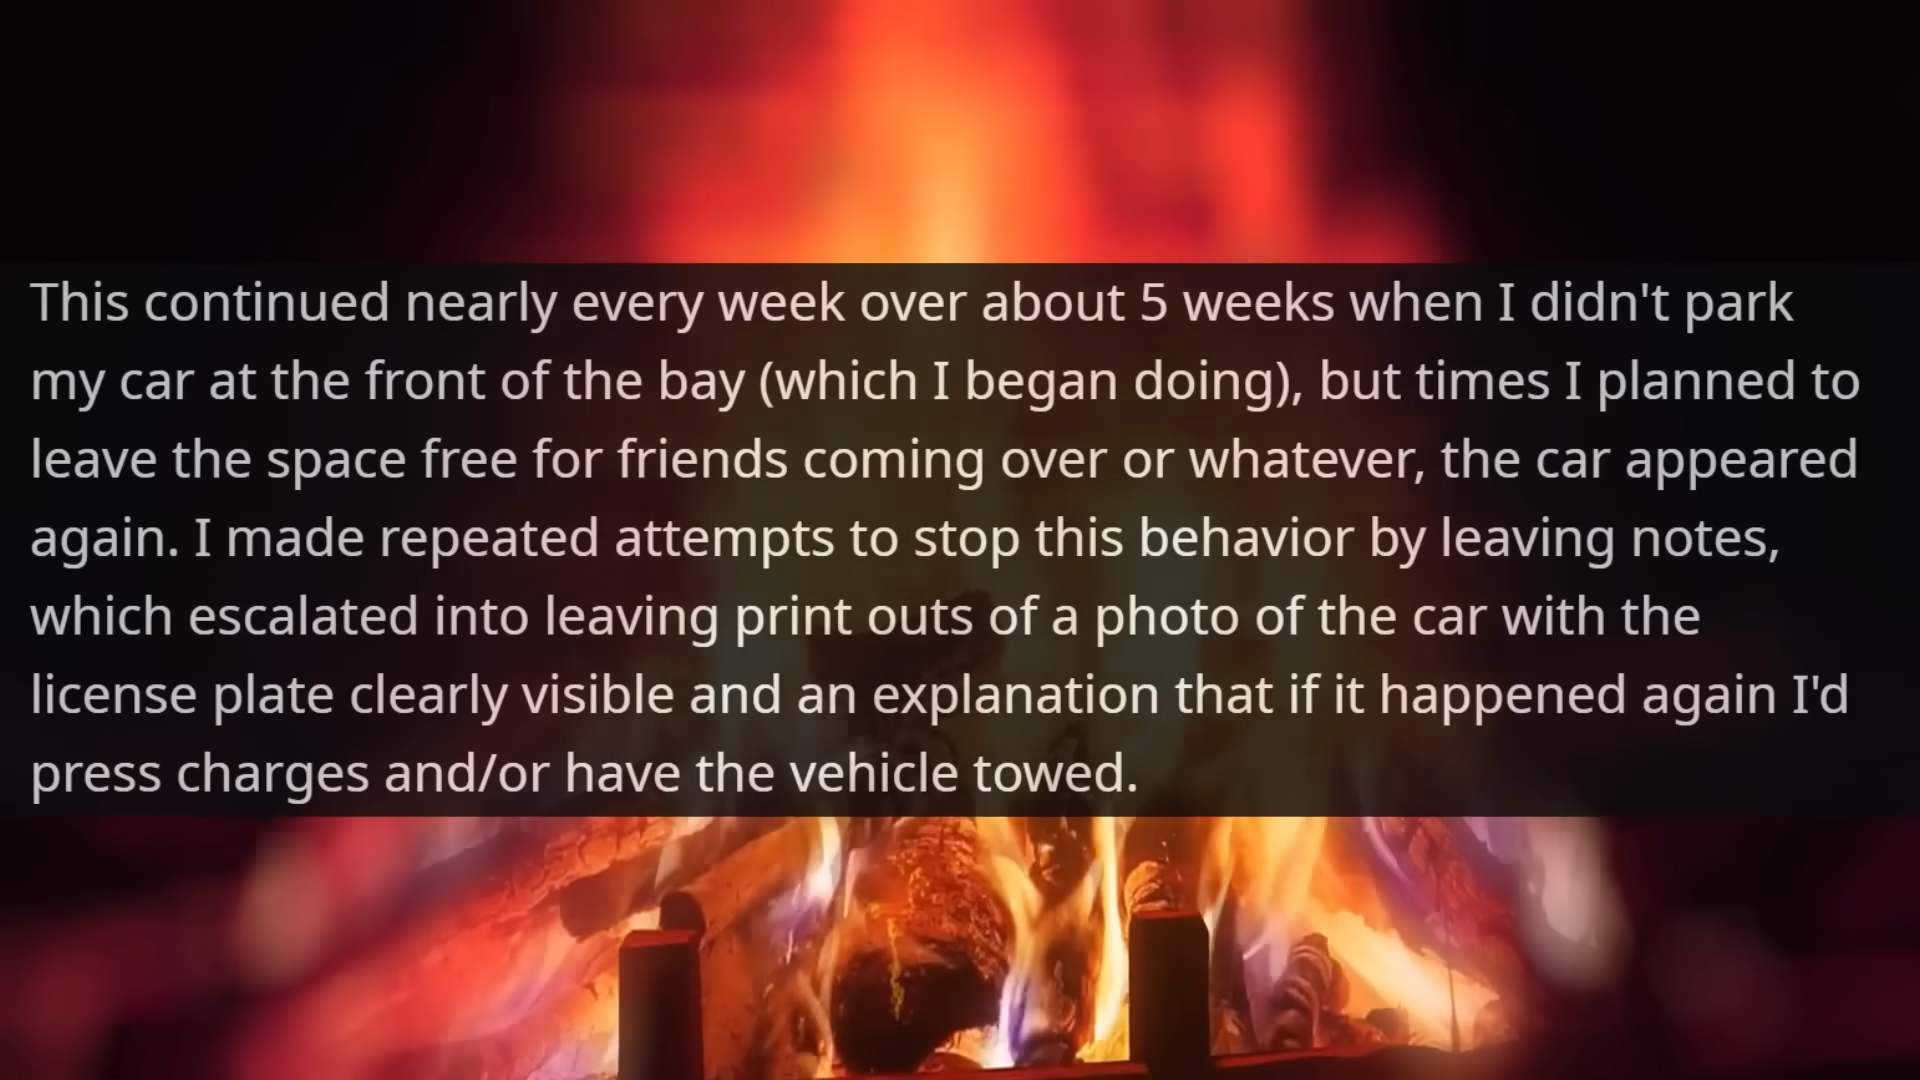 This continued nearly every week over about 5 weeks when I didn't park
my car at the front of the bay (which I began doing), but times I planned to
leave the space free for friends coming over or whatever, the car appeared
again. I made repeated attempts to stop this behavior by leaving notes,
which escalated into leaving print outs of a photo of the car with the
license plate clearly visible and an explanation that if it happened again I'd
press charges and/or have the vehicle towed.